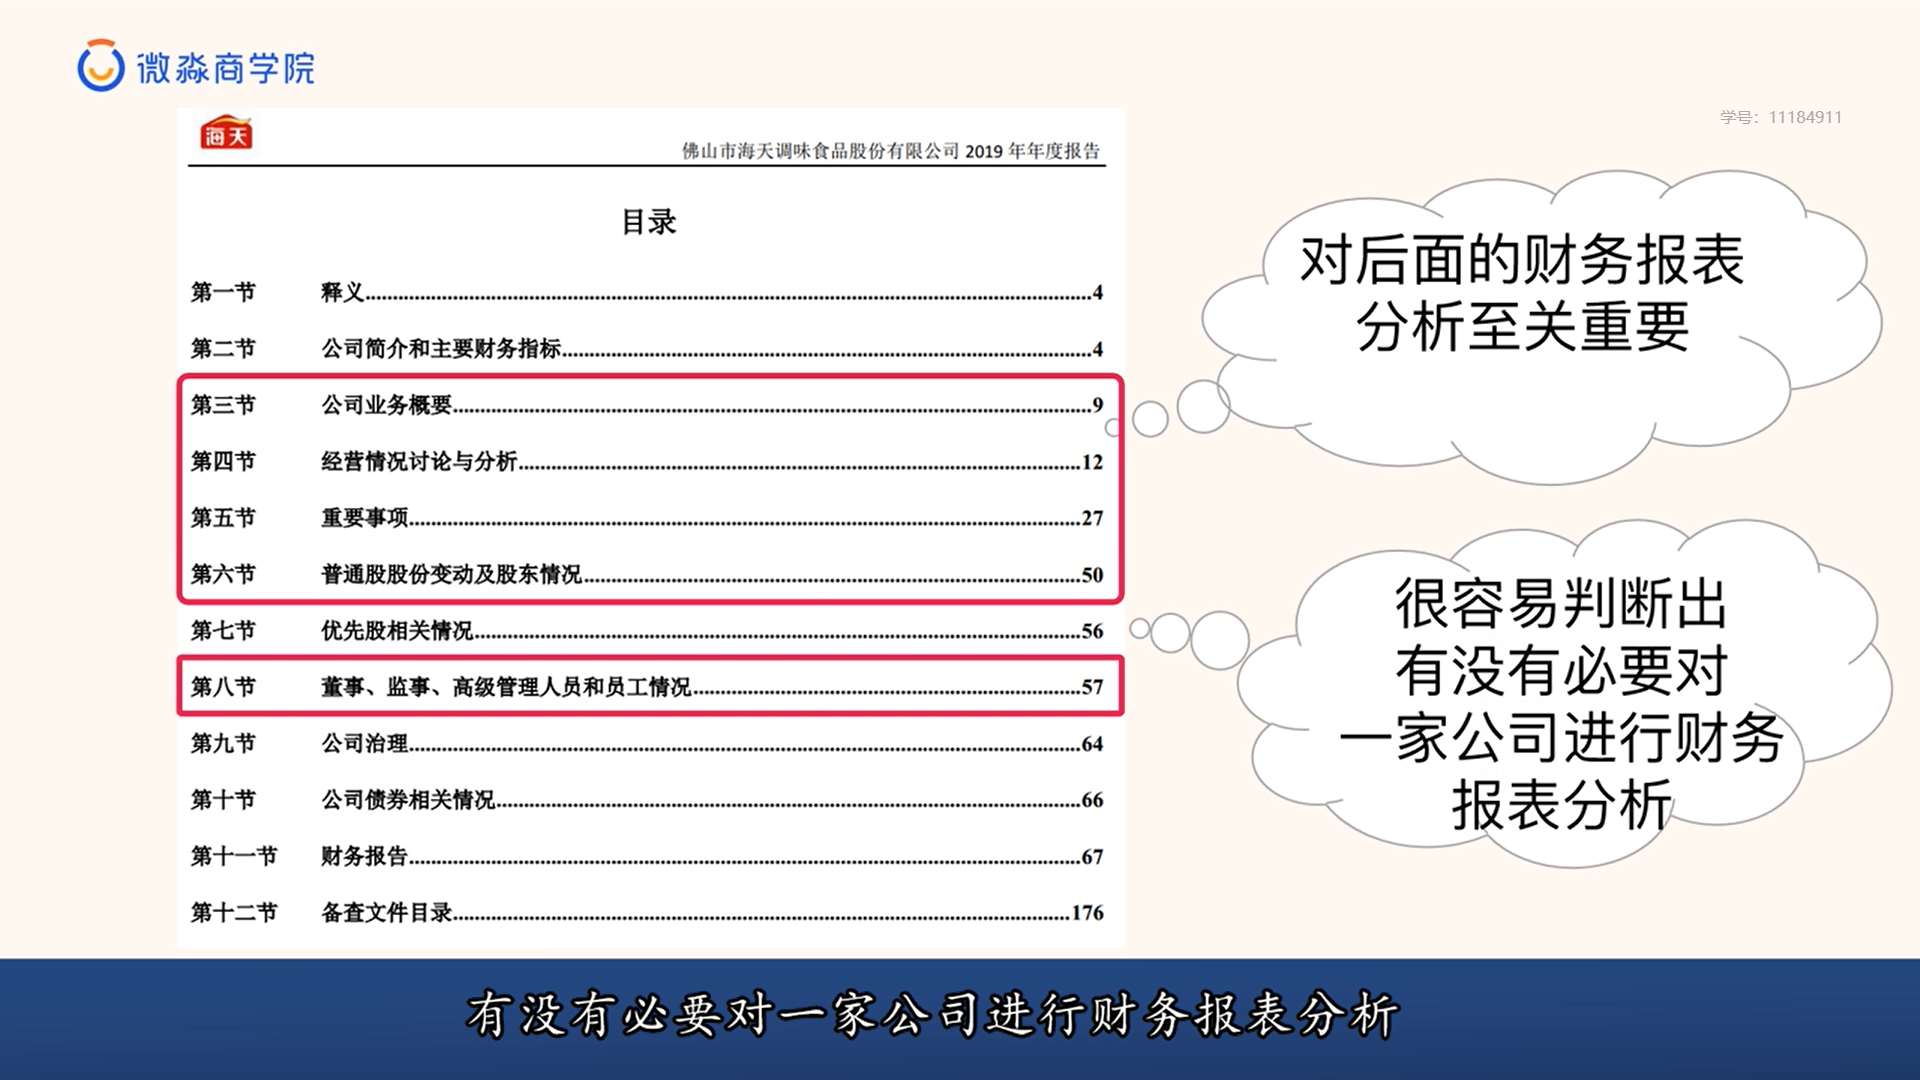 微淼商学院
学号：11184911
海天
佛山市海天调味食品股份有限公司 2019 年年度报告
目录
第一节 释义 4
第二节 公司简介和主要财务指标 4
第三节 公司业务概要 9
第四节 经营情况讨论与分析 12
第五节 重要事项 27
第六节 普通股股份变动及股东情况 50
第七节 优先股相关情况 56
第八节 董事、监事、高级管理人员和员工情况 57
第九节 公司治理 64
第十节 公司债券相关情况 66
第十一节 财务报告 67
第十二节 备查文件目录 176
对后面的财务报表
分析至关重要
很容易判断出
有没有必要对
一家公司进行财务
报表分析
有没有必要对一家公司进行财务报表分析